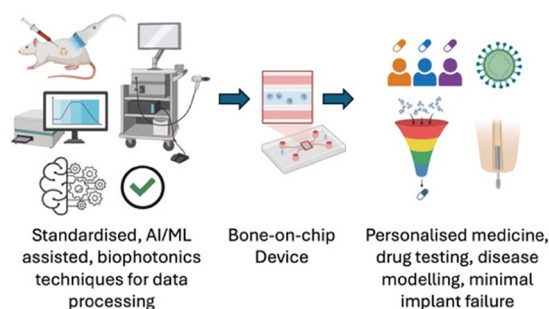 Standardised, AI/ML
assisted, biophotonics
techniques for data
processing
Bone-on-chip
Device
Personalised medicine,
drug testing, disease
modelling, minimal
implant failure